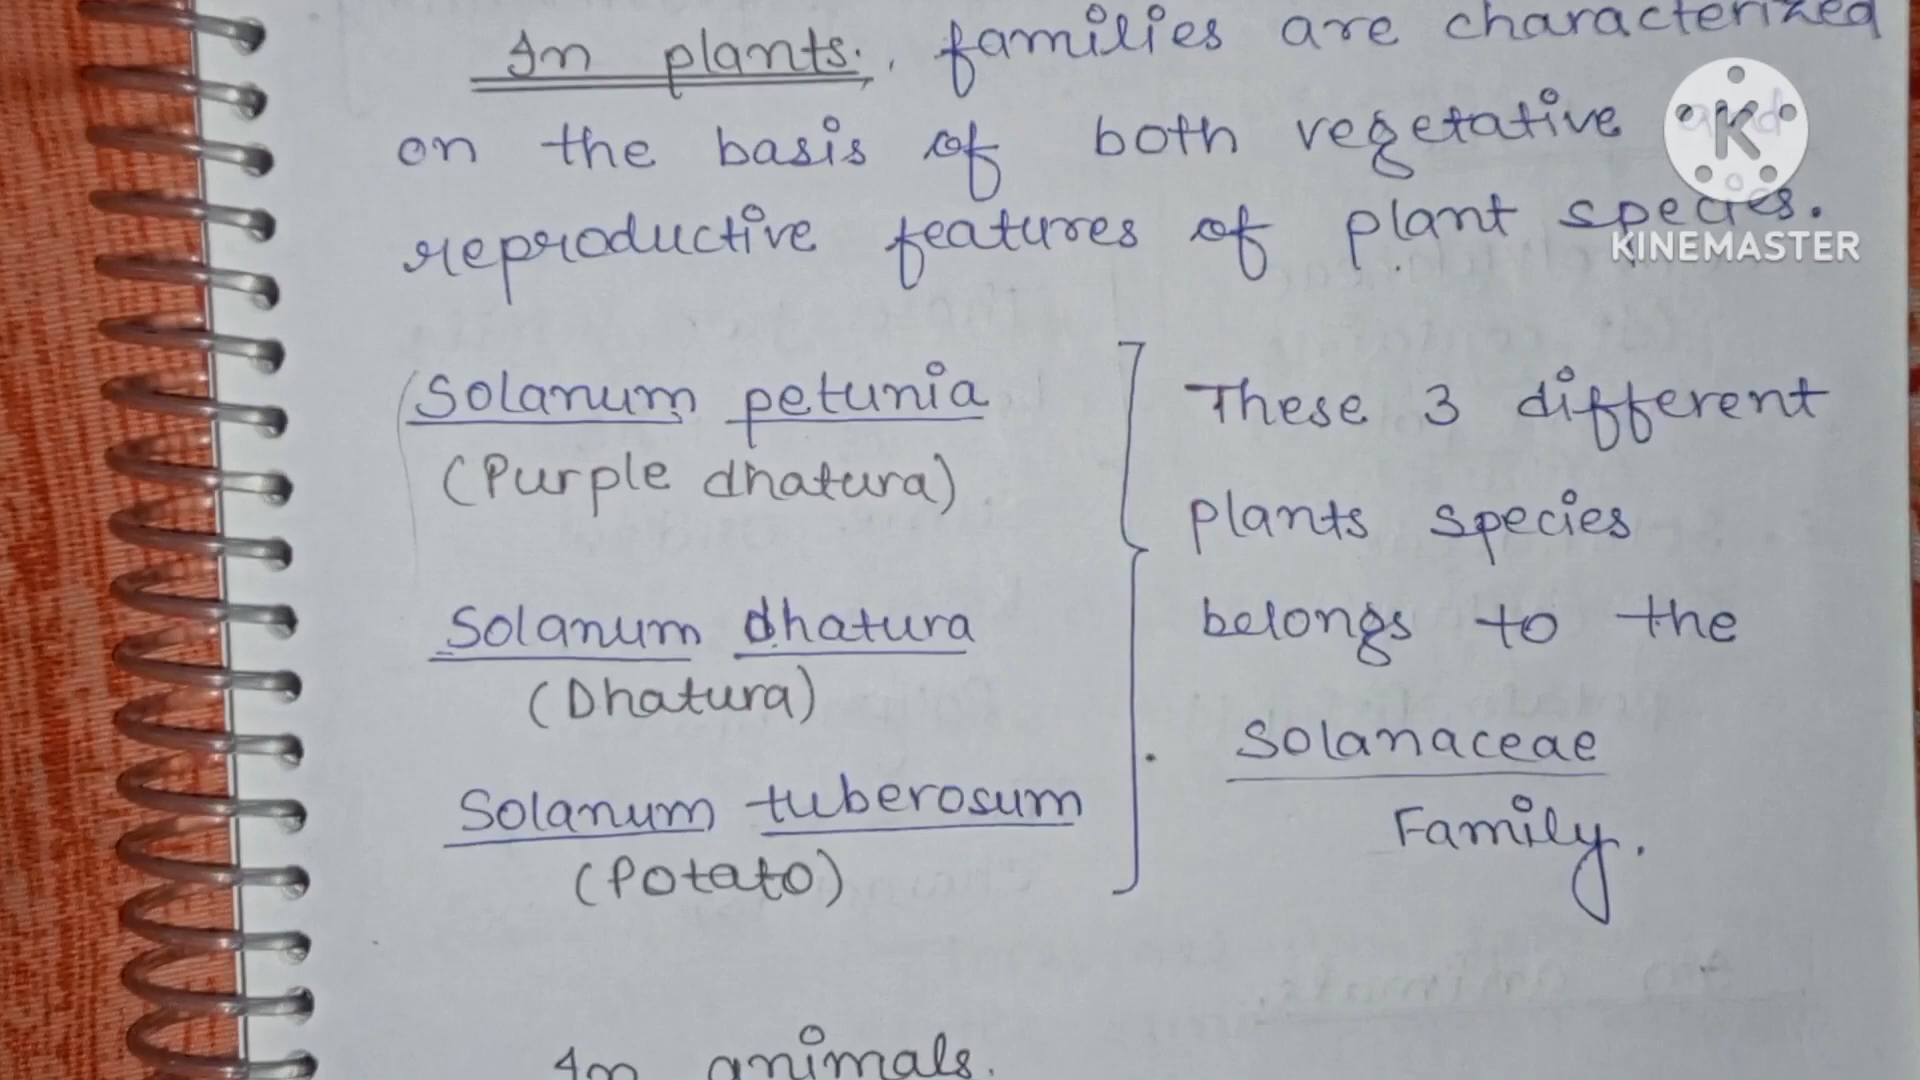 In plants., families are characterized
on the basis of both vegetative and
reproductive features of plant species.
KINEMASTER
Solanum petunia
(Purple dhatura)
Solanum dhatura
(Dhatura)
Solanum tuberosum
(Potato)
These 3 different
plants species
belongs to the
Solanaceae
Family.
In animals.